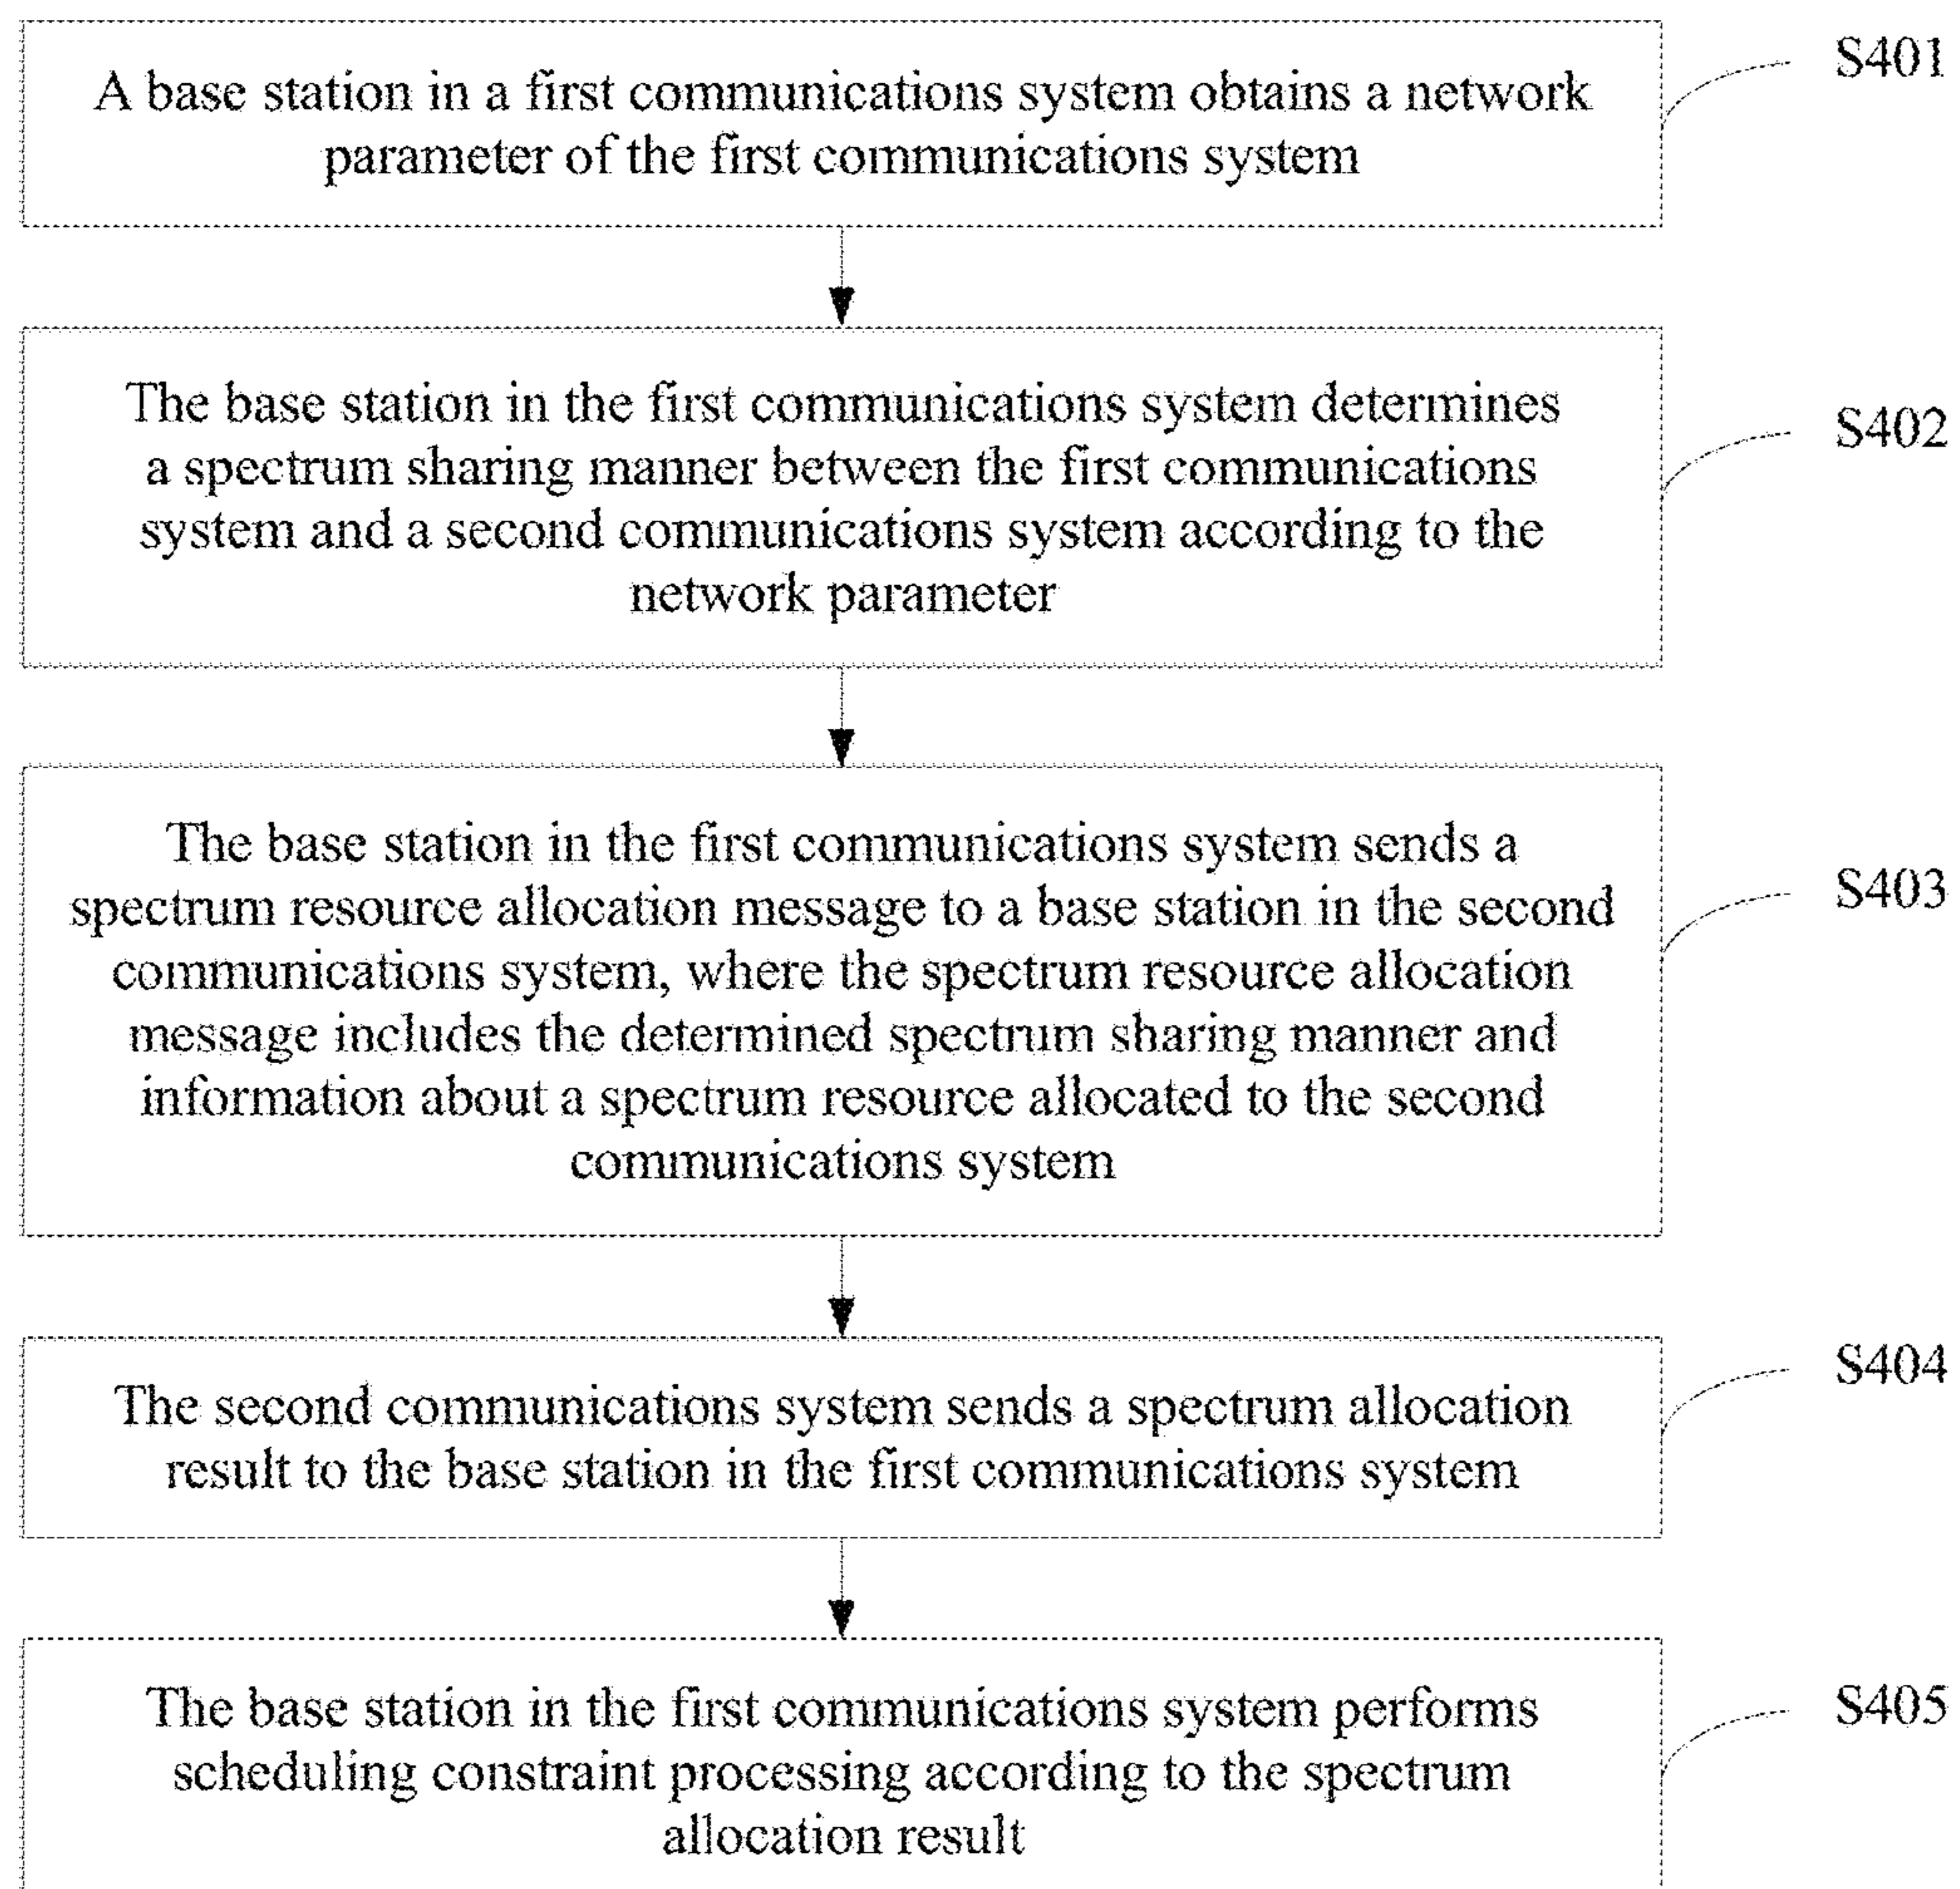 A base station in a first communications system obtains a network
parameter of the first communications system
S401
The base station in the first communications system determines
a spectrum sharing manner between the first communications
system and a second communications system according to the
network parameter
S402
The base station in the first communications system sends a
spectrum resource allocation message to a base station in the second
communications system, where the spectrum resource allocation
message includes the determined spectrum sharing manner and
information about a spectrum resource allocated to the second
communications system
S403
The second communications system sends a spectrum allocation
result to the base station in the first communications system
S404
The base station in the first communications system performs
scheduling constraint processing according to the spectrum
allocation result
S405